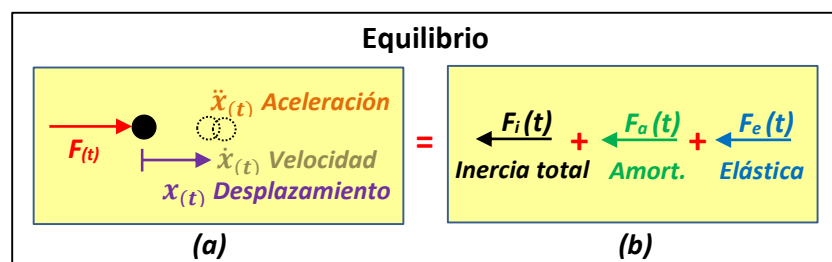 Equilibrio
ẍ(t) Aceleración
F(t)
ẋ(t) Velocidad
x(t) Desplazamiento
(a)
=
Fi(t) + Fa(t) + Fe(t)
Inercia total Amort. Elástica
(b)